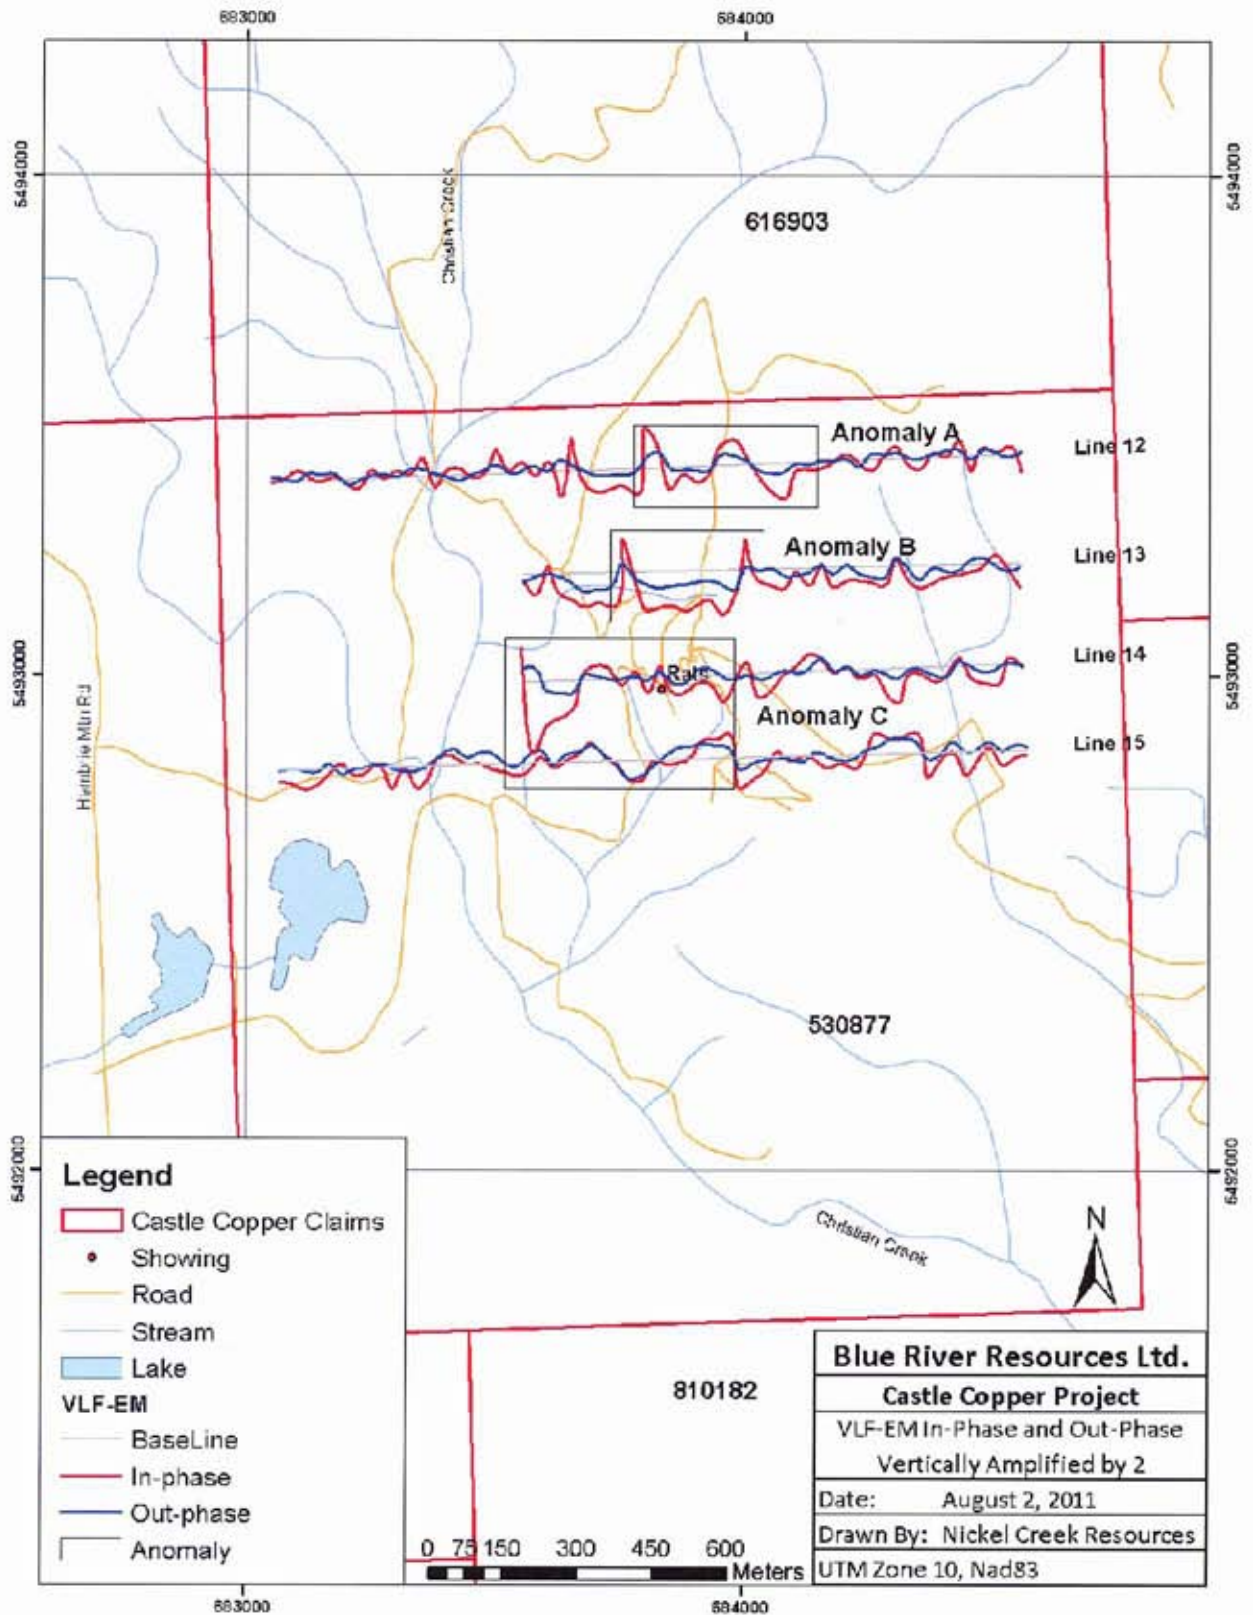 683000
684000
5494000
5494000
Christian Creek
616903
Anomaly A
Line 12
Anomaly B
Line 13
5493000
5493000
Line 14
Anomaly C
Line 15
530877
5492000
5492000
Christian Creek
Legend
Castle Copper Claims
Showing
Road
Stream
Lake
VLF-EM
BaseLine
In-phase
Out-phase
Anomaly
N
810182
0 75 150 300 450 600
Meters
Blue River Resources Ltd.
Castle Copper Project
VLF-EM In-Phase and Out-Phase
Vertically Amplified by 2
Date: August 2, 2011
Drawn By: Nickel Creek Resources
UTM Zone 10, Nad83
683000
684000